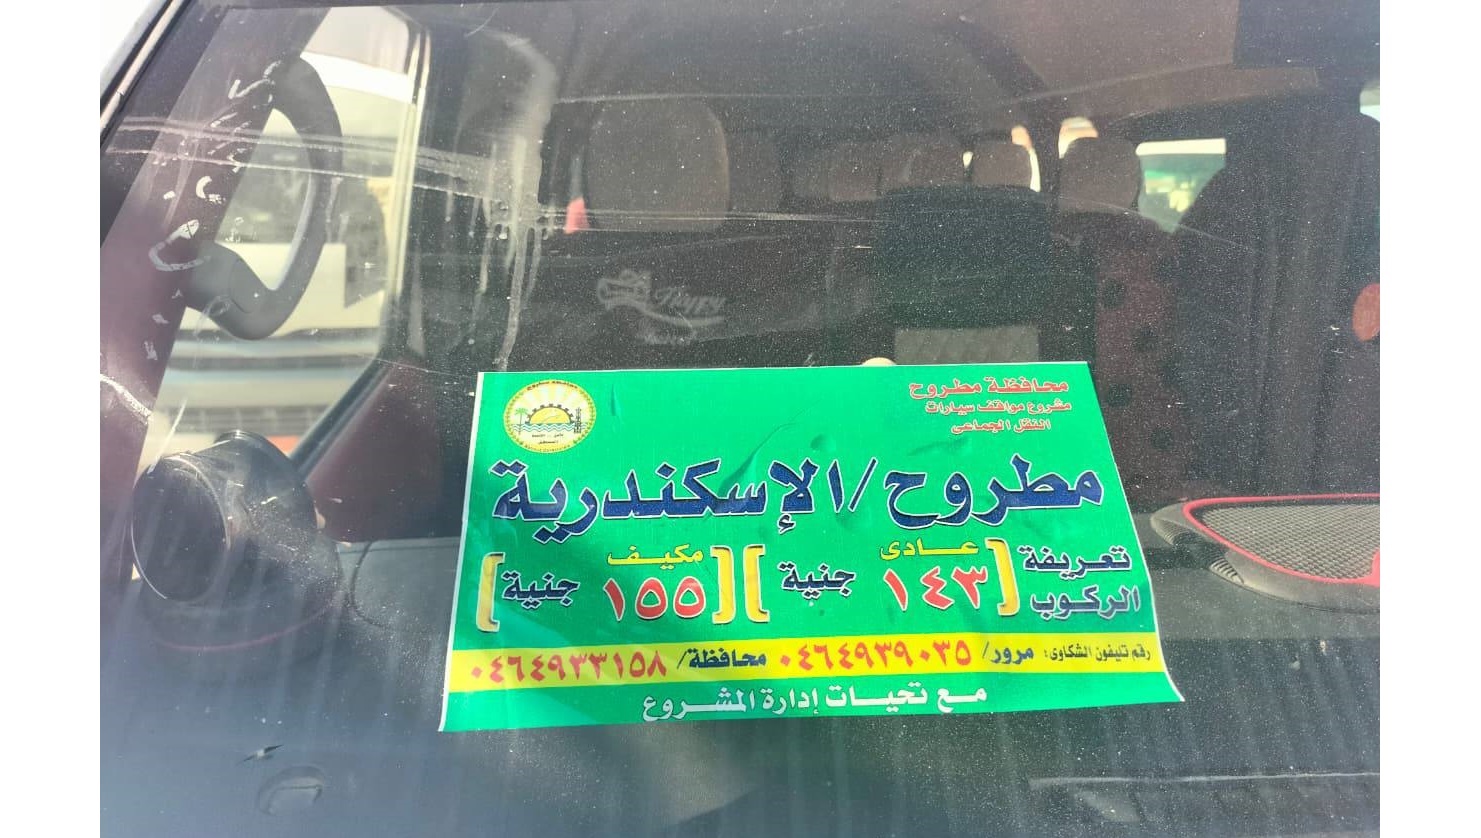 محافظة مطروح
مشروع مواقف سيارات
النقل الجماعى
مطروح/الإسكندرية
تعريفة الركوب [عادى ١٤٣ جنية] [مكيف ١٥٥ جنية]
رقم تليفون الشكاوى: مرور/ ٠٤٦٤٩٣٩٠٣٥ محافظة/ ٠٤٦٤٩٣٣١٥٨
مع تحيات إدارة المشروع